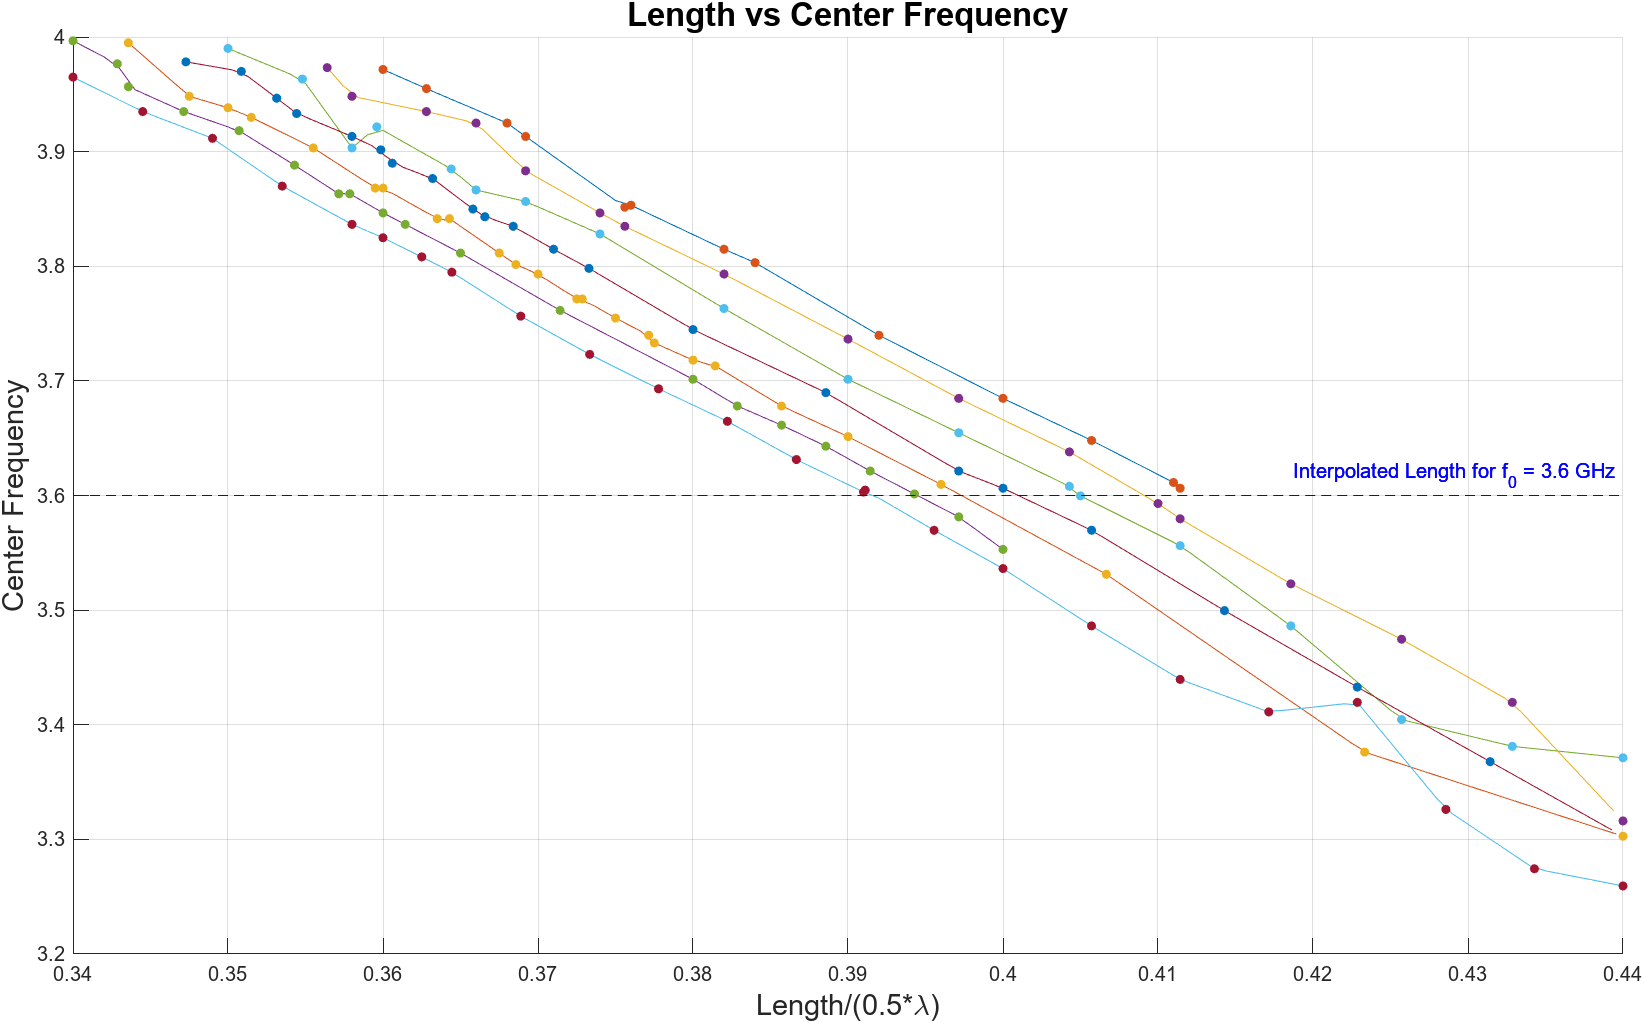 Length vs Center Frequency
Center Frequency
4
3.9
3.8
3.7
3.6
3.5
3.4
3.3
3.2
Interpolated Length for f₀ = 3.6 GHz
0.34 0.35 0.36 0.37 0.38 0.39 0.4 0.41 0.42 0.43 0.44
Length/(0.5*λ)